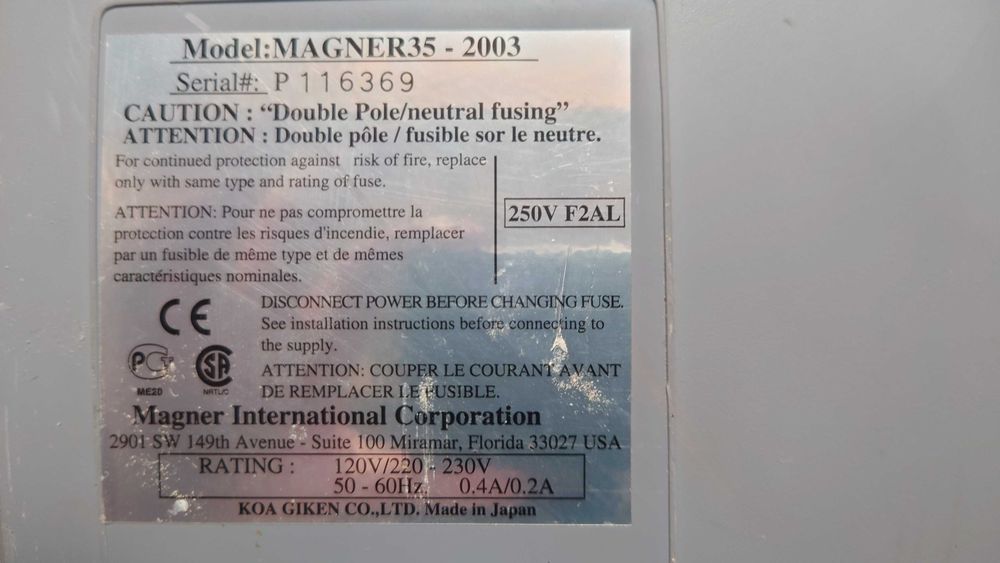 Model:MAGNER35 - 2003
Serial#: P 116369
CAUTION : “Double Pole/neutral fusing”
ATTENTION : Double pôle / fusible sor le neutre.
For continued protection against risk of fire, replace
only with same type and rating of fuse.
250V F2AL
ATTENTION: Pour ne pas compromettre la
protection contre les risques d'incendie, remplacer
par un fusible de même type et de mêmes
caractéristiques nominales.
CE
DISCONNECT POWER BEFORE CHANGING FUSE.
See installation instructions before connecting to
the supply.
РСТ
ME20
SA
NRTL/C
ATTENTION: COUPER LE COURANT AVANT
DE REMPLACER LE FUSIBLE.
Magner International Corporation
2901 SW 149th Avenue - Suite 100 Miramar, Florida 33027 USA
RATING : 120V/220 - 230V
50 - 60Hz 0.4A/0.2A
KOA GIKEN CO.,LTD. Made in Japan